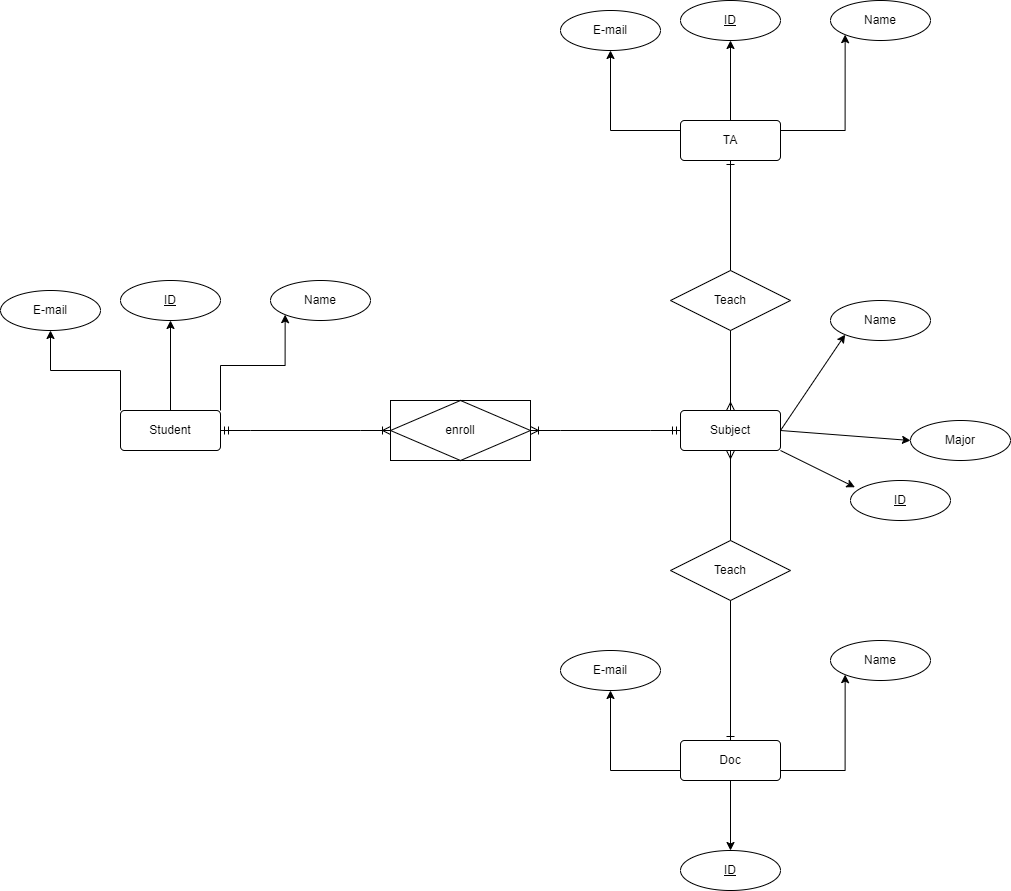 E-mail
ID
Name
TA
Teach
E-mail
ID
Name
Name
Student
enroll
Subject
Major
ID
Teach
E-mail
Name
Doc
ID